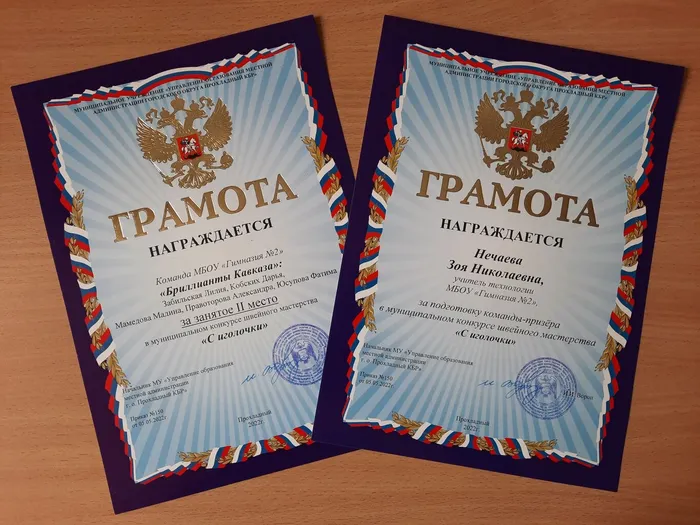 МУНИЦИПАЛЬНОЕ УЧРЕЖДЕНИЕ «УПРАВЛЕНИЕ ОБРАЗОВАНИЯ МЕСТНОЙ
АДМИНИСТРАЦИИ ГОРОДСКОГО ОКРУГА ПРОХЛАДНЫЙ КБР»
ГРАМОТА
НАГРАЖДАЕТСЯ
Команда МБОУ «Гимназия №2»
«Бриллианты Кавказа»:
Забильская Лилия, Кобских Дарья,
Мамедова Мадина, Правоторова Александра, Юсупова Фатима
за занятое II место
в муниципальном конкурсе швейного мастерства
«С иголочки»
Начальник МУ «Управление образования
местной администрации
г. о. Прохладный КБР»
Приказ №150
от 05.05.2022г
Прохладный
2022г.
МУНИЦИПАЛЬНОЕ УЧРЕЖДЕНИЕ «УПРАВЛЕНИЕ ОБРАЗОВАНИЯ МЕСТНОЙ
АДМИНИСТРАЦИИ ГОРОДСКОГО ОКРУГА ПРОХЛАДНЫЙ КБР»
ГРАМОТА
НАГРАЖДАЕТСЯ
Нечаева
Зоя Николаевна,
учитель технологии
МБОУ «Гимназия №2»,
за подготовку команды-призёра
в муниципальном конкурсе швейного мастерства
«С иголочки»
Начальник МУ «Управление образования
местной администрации
г. о. Прохладный КБР»
Приказ №150
от 05.05.2022г
Прохладный
2022г.